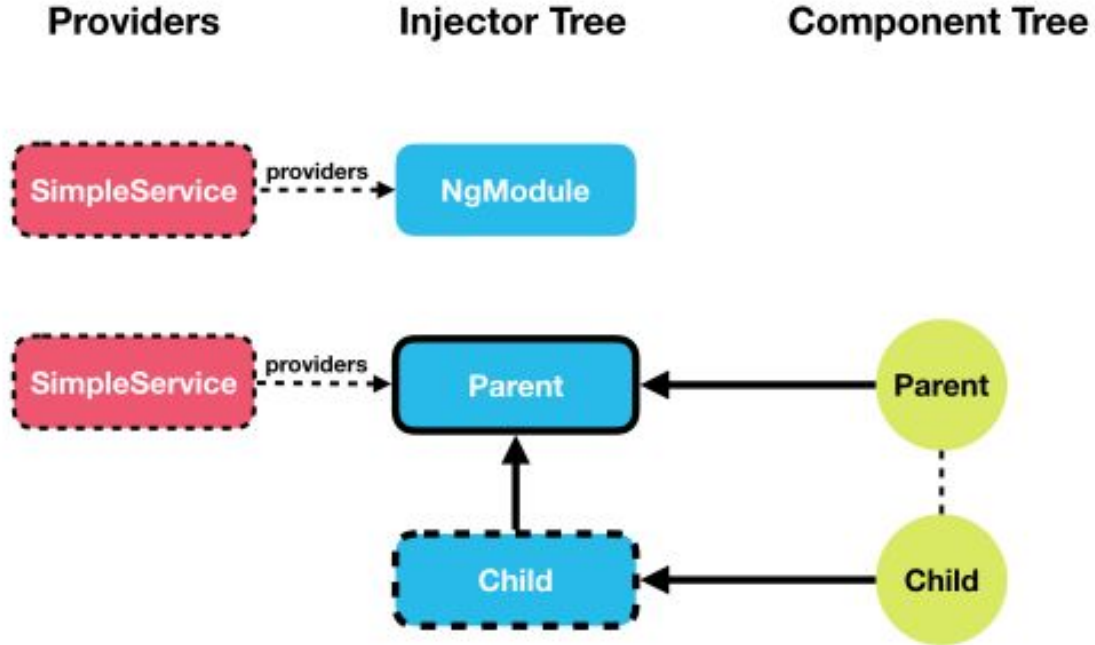 Providers
Injector Tree
Component Tree
SimpleService
providers
NgModule
SimpleService
providers
Parent
Parent
Child
Child